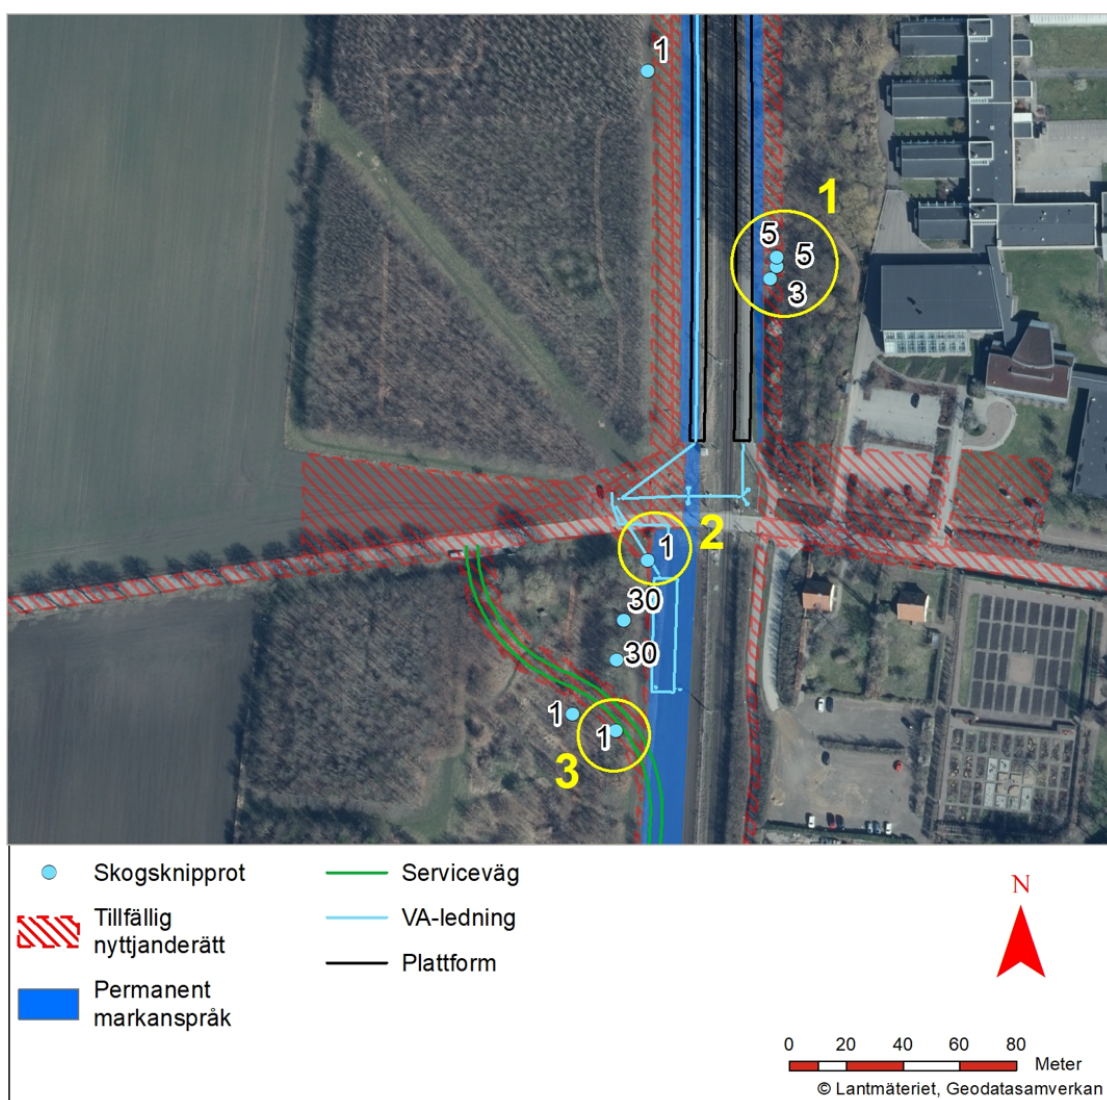 1
1
5
5
3
2
1
30
30
1
1
3
Skogsknipprot
Tillfällig
nyttjanderätt
Permanent
markanspråk
Serviceväg
VA-ledning
Plattform
N
0 20 40 60 80
Meter
© Lantmäteriet, Geodatasamverkan